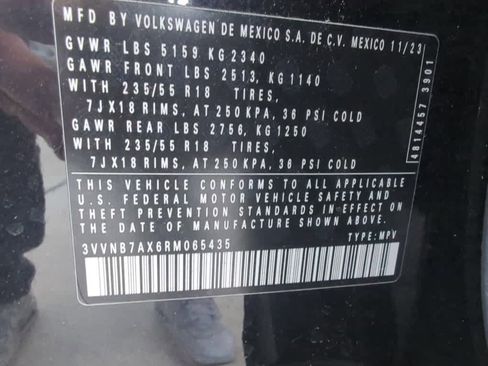 MFD BY VOLKSWAGEN DE MEXICO S.A. DE C.V. MEXICO 11/23
GVWR LBS 5159 KG 2340
GAWR FRONT LBS 2513, KG 1140
WITH 235/55 R18 TIRES,
7JX18 RIMS, AT 250 KPA, 36 PSI COLD
GAWR REAR LBS 2756, KG 1250
WITH 235/55 R18 TIRES,
7JX18 RIMS, AT 250 KPA, 36 PSI COLD
THIS VEHICLE CONFORMS TO ALL APPLICABLE
U.S. FEDERAL MOTOR VEHICLE SAFETY AND
THEFT PREVENTION STANDARDS IN EFFECT ON
THE DATE OF MANUFACTURE SHOWN ABOVE
3VVNB7AX6RM065435 TYPE: MPV
4814457 3901